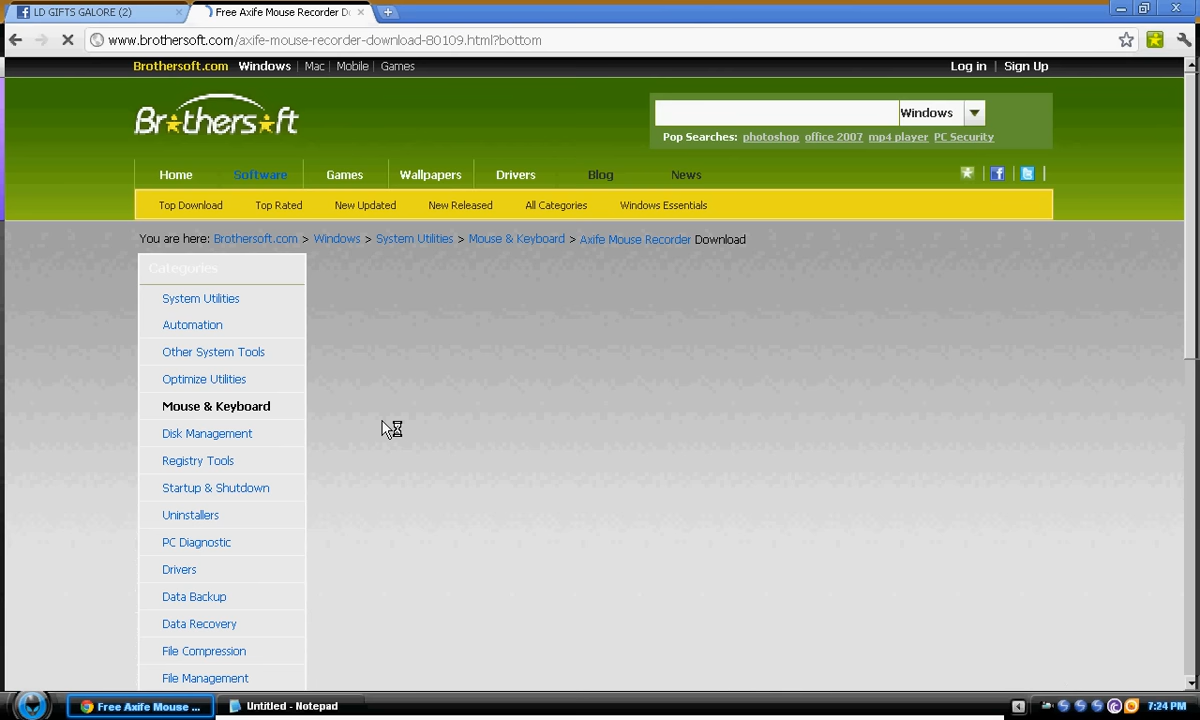 LD GIFTS GALORE (2)
Free Axife Mouse Recorder Do
www.brothersoft.com/axife-mouse-recorder-download-80109.html?bottom
Brothersoft.com Windows | Mac | Mobile | Games
Log in | Sign Up
Brothersoft
Windows
Pop Searches: photoshop office 2007 mp4 player PC Security
Home Software Games Wallpapers Drivers Blog News
Top Download Top Rated New Updated New Released All Categories Windows Essentials
You are here: Brothersoft.com > Windows > System Utilities > Mouse & Keyboard > Axife Mouse Recorder Download
Categories
System Utilities
Automation
Other System Tools
Optimize Utilities
Mouse & Keyboard
Disk Management
Registry Tools
Startup & Shutdown
Uninstallers
PC Diagnostic
Drivers
Data Backup
Data Recovery
File Compression
File Management
Free Axife Mouse ...
Untitled - Notepad
7:24 PM